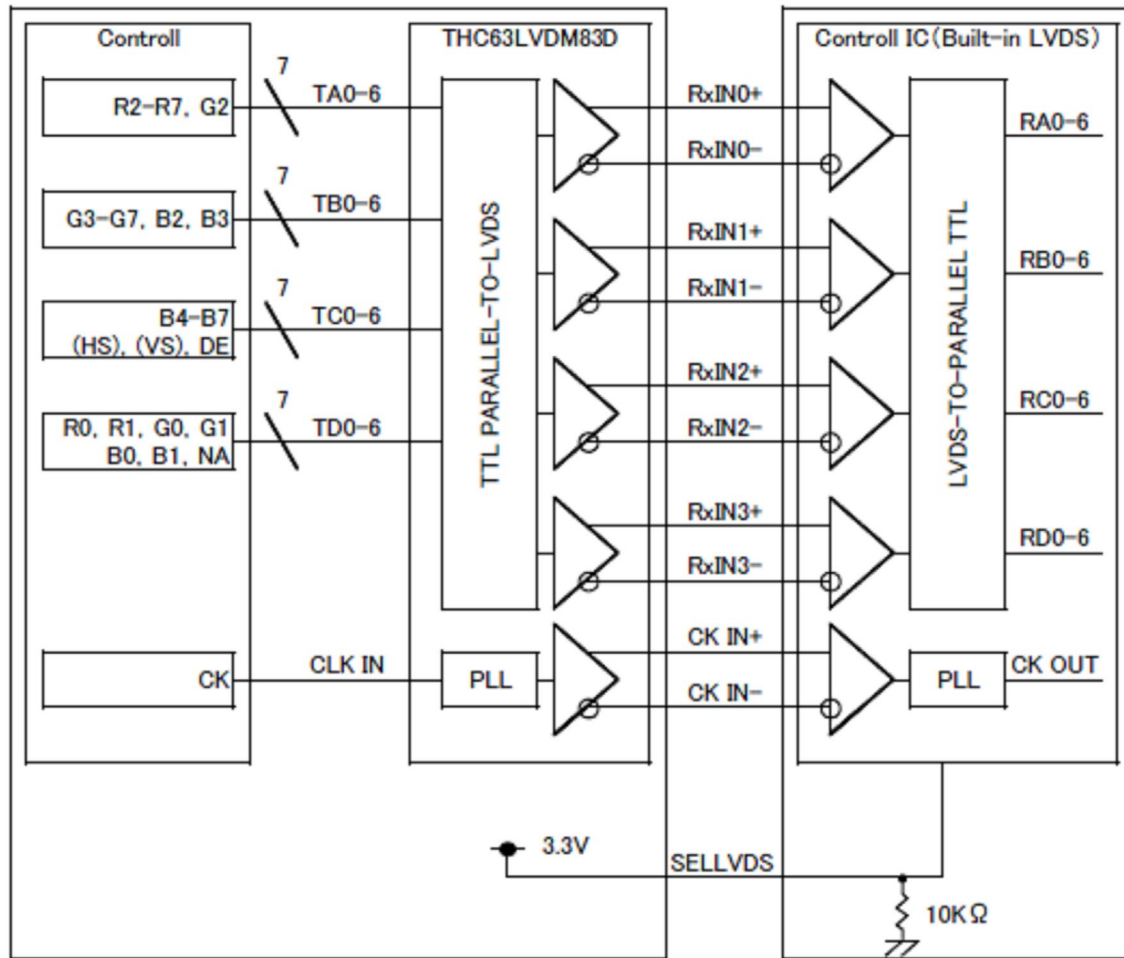 Controll
THC63LVDM83D
Controll IC(Built-in LVDS)
R2-R7, G2
7
TA0-6
RxIN0+
RxIN0-
RA0-6
G3-G7, B2, B3
7
TB0-6
RxIN1+
RxIN1-
RB0-6
B4-B7
(HS), (VS), DE
7
TC0-6
RxIN2+
RxIN2-
RC0-6
R0, R1, G0, G1
B0, B1, NA
7
TD0-6
RxIN3+
RxIN3-
RD0-6
TTL PARALLEL-TO-LVDS
LVDS-TO-PARALLEL TTL
CK
CLK IN
PLL
CK IN+
CK IN-
PLL
CK OUT
3.3V
SELLVDS
10KΩ